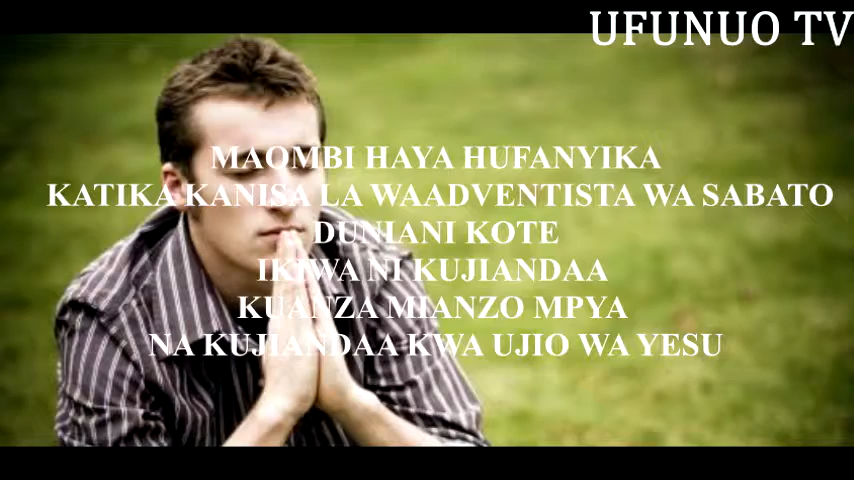 UFUNUO TV
MAOMBI HAYA HUFANYIKA
KATIKA KANISA LA WAADVENTISTA WA SABATO
DUNIANI KOTE
IKIWA NI KUJIANDAA
KUANZA MIANZO MPYA
NA KUJIANDAA KWA UJIO WA YESU